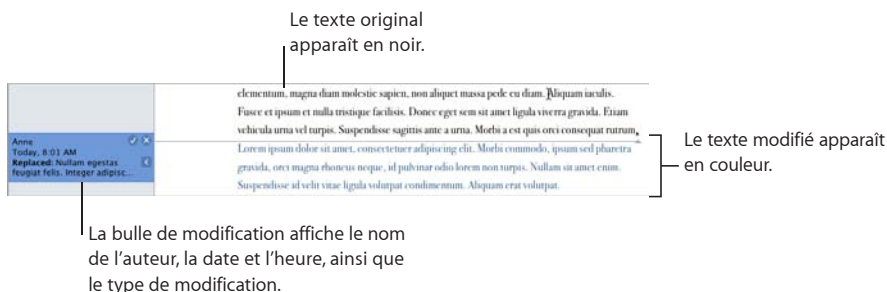 Le texte original
apparaît en noir.
elementum, magna diam molestie sapien, non aliquet massa pede eu diam. Aliquam iaculis.
Fusce et ipsum et nulla tristique facilisis. Donec eget sem sit amet ligula viverra gravida. Etiam
vehicula urna vel turpis. Suspendisse sagittis ante a urna. Morbi a est quis orci consequat rutrum.
Anne
Today, 8:01 AM
Replaced: Nullam egestas
feugiat felis. Integer adipisc...
Lorem ipsum dolor sit amet, consectetuer adipiscing elit. Morbi commodo, ipsum sed pharetra
gravida, orci magna rhoncus neque, id pulvinar odio lorem non turpis. Nullam sit amet enim.
Suspendisse id velit vitae ligula volutpat condimentum. Aliquam erat volutpat.
Le texte modifié apparaît
en couleur.
La bulle de modification affiche le nom
de l'auteur, la date et l'heure, ainsi que
le type de modification.